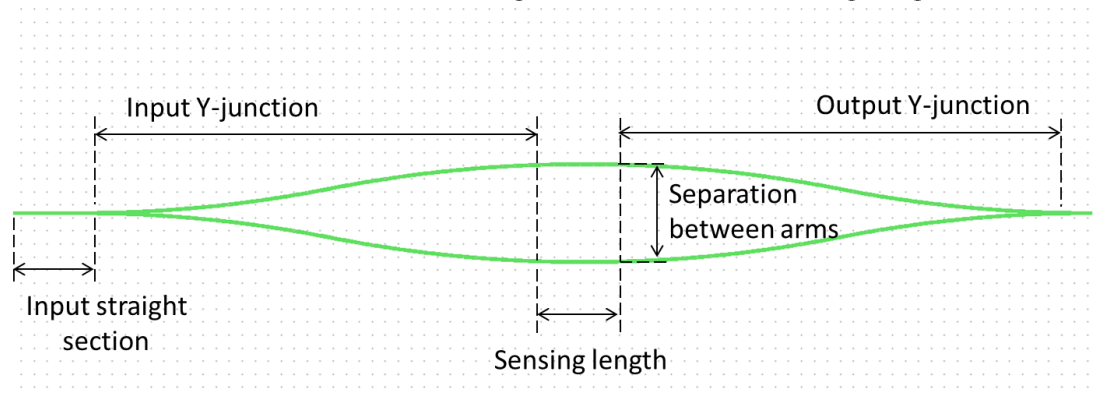 Input Y-junction
Output Y-junction
Separation
between arms
Input straight
section
Sensing length